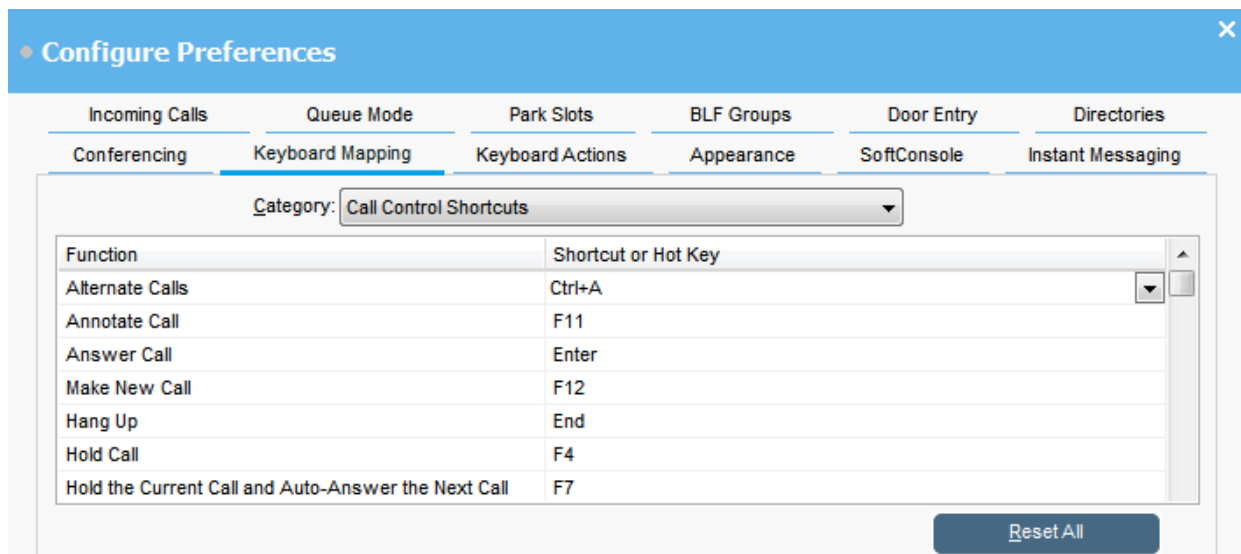 Configure Preferences
Incoming Calls Queue Mode Park Slots BLF Groups Door Entry Directories
Conferencing Keyboard Mapping Keyboard Actions Appearance SoftConsole Instant Messaging
Category: Call Control Shortcuts
Function Shortcut or Hot Key
Alternate Calls Ctrl+A
Annotate Call F11
Answer Call Enter
Make New Call F12
Hang Up End
Hold Call F4
Hold the Current Call and Auto-Answer the Next Call F7
Reset All